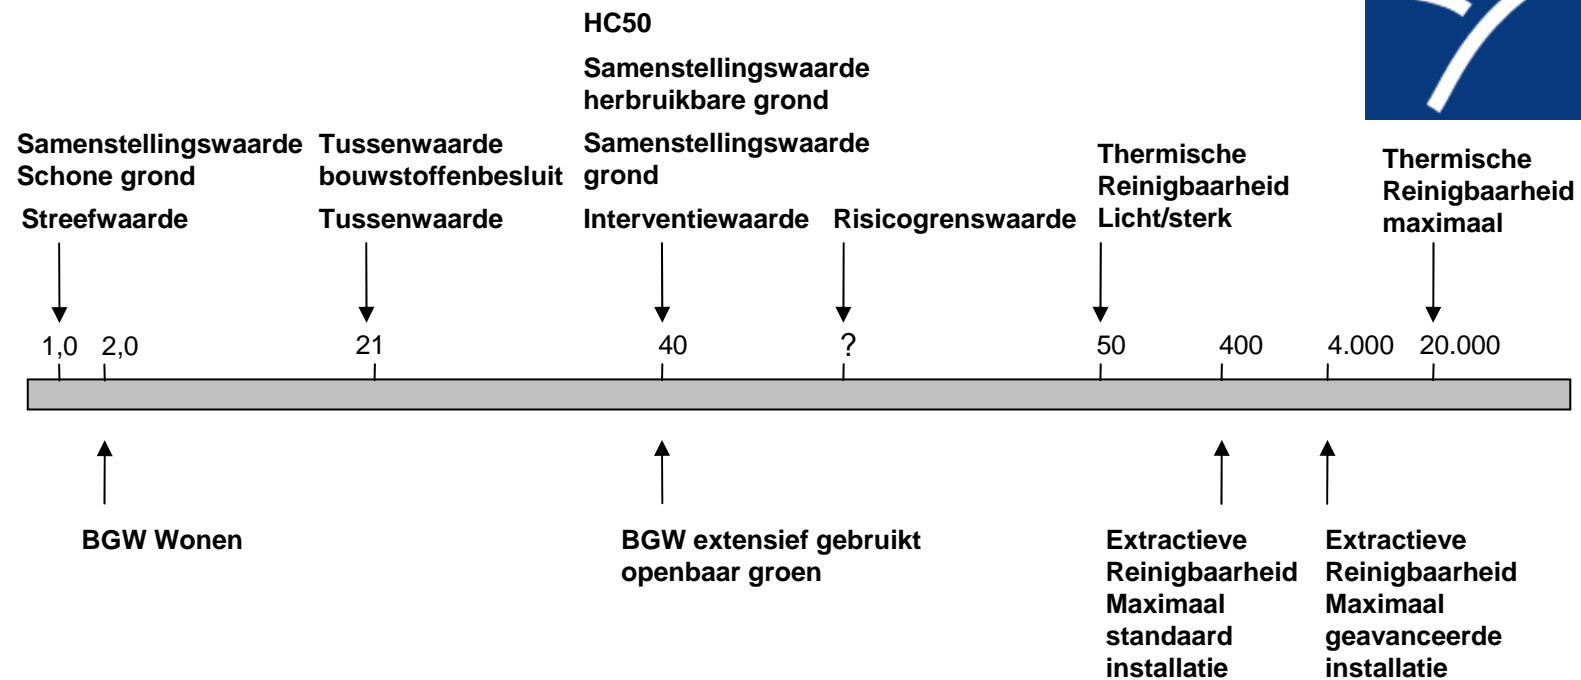 HC50
Samenstellingswaarde
herbruikbare grond
Samenstellingswaarde
Schone grond
Streefwaarde
Tussenwaarde
bouwstoffenbesluit
Tussenwaarde
Samenstellingswaarde
grond
Interventiewaarde
Risicogrenswaarde
Thermische
Reinigbaarheid
Licht/sterk
Thermische
Reinigbaarheid
maximaal
1,0 2,0 21 40 ? 50 400 4.000 20.000
BGW Wonen
BGW extensief gebruikt
openbaar groen
Extractieve
Reinigbaarheid
Maximaal
standaard
installatie
Extractieve
Reinigbaarheid
Maximaal
geavanceerde
installatie